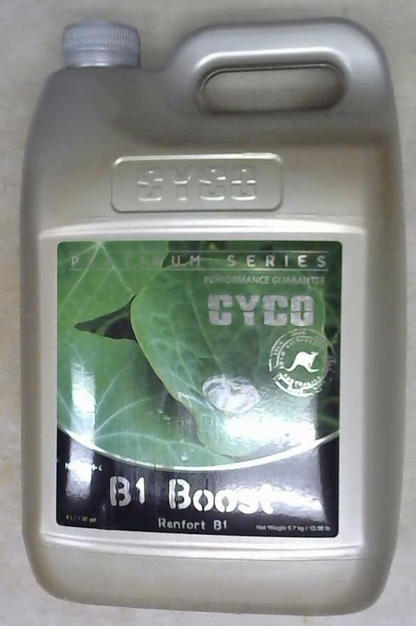 CYCO
PLATINUM SERIES
PERFORMANCE GUARANTEE
CYCO
B1 Boost
Renfort B1